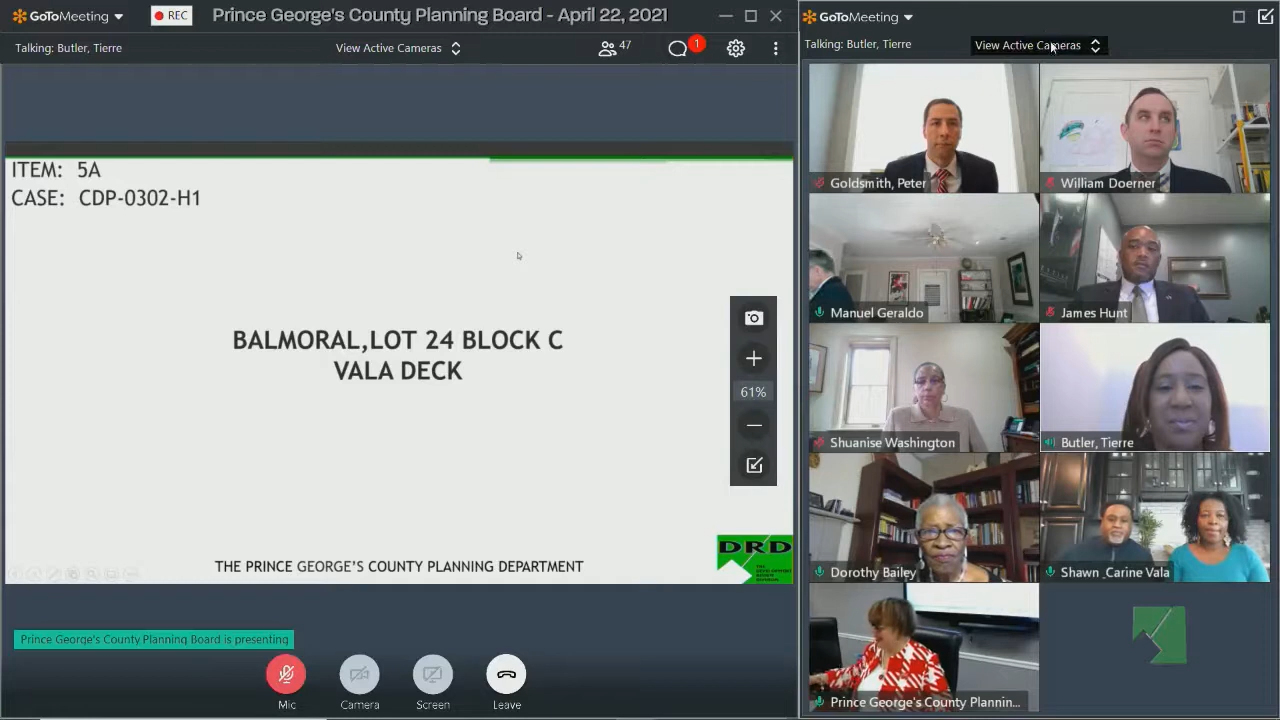 GoToMeeting
REC
Prince George's County Planning Board - April 22, 2021
Talking: Butler, Tierre
View Active Cameras
47
1
ITEM: 5A
CASE: CDP-0302-H1
BALMORAL,LOT 24 BLOCK C
VALA DECK
THE PRINCE GEORGE'S COUNTY PLANNING DEPARTMENT
DRD
61%
Prince George's County Planning Board is presenting
Mic
Camera
Screen
Leave
GoToMeeting
Talking: Butler, Tierre
View Active Cameras
Goldsmith, Peter
William Doerner
Manuel Geraldo
James Hunt
Shuanise Washington
Butler, Tierre
Dorothy Bailey
Shawn _Carine Vala
Prince George's County Plannin...